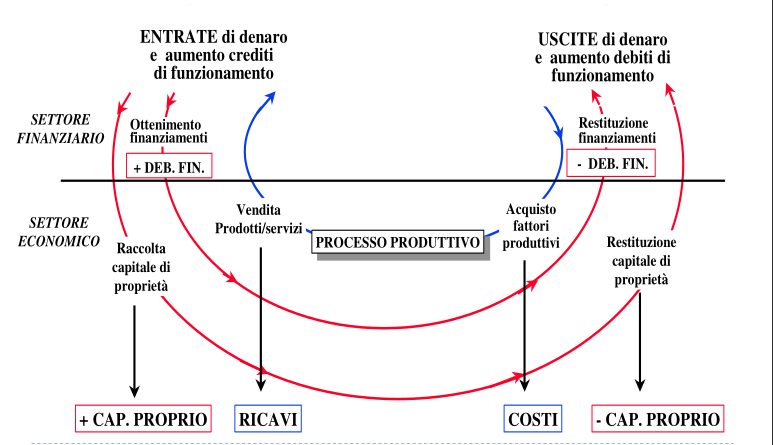 ENTRATE di denaro
e aumento crediti
di funzionamento
USCITE di denaro
e aumento debiti di
funzionamento
SETTORE
FINANZIARIO
Ottenimento
finanziamenti
+ DEB. FIN.
Restituzione
finanziamenti
- DEB. FIN.
SETTORE
ECONOMICO
Vendita
Prodotti/servizi
PROCESSO PRODUTTIVO
Acquisto
fattori
produttivi
Raccolta
capitale di
proprietà
Restituzione
capitale di
proprietà
+ CAP. PROPRIO
RICAVI
COSTI
- CAP. PROPRIO